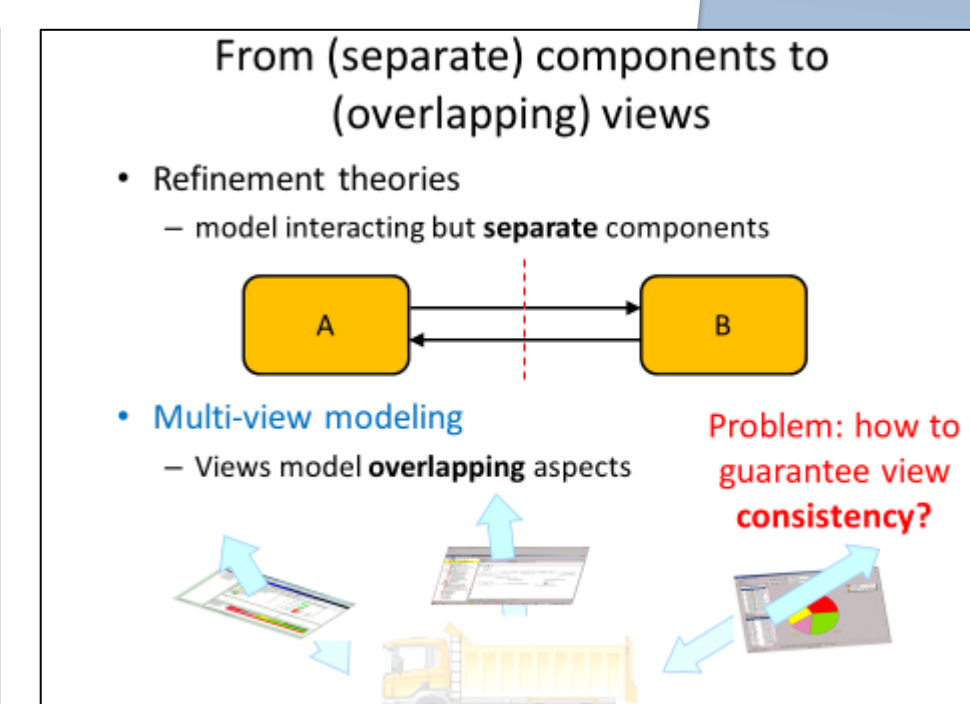 From (separate) components to
(overlapping) views
• Refinement theories
– model interacting but separate components
A
B
• Multi-view modeling
– Views model overlapping aspects
Problem: how to
guarantee view
consistency?